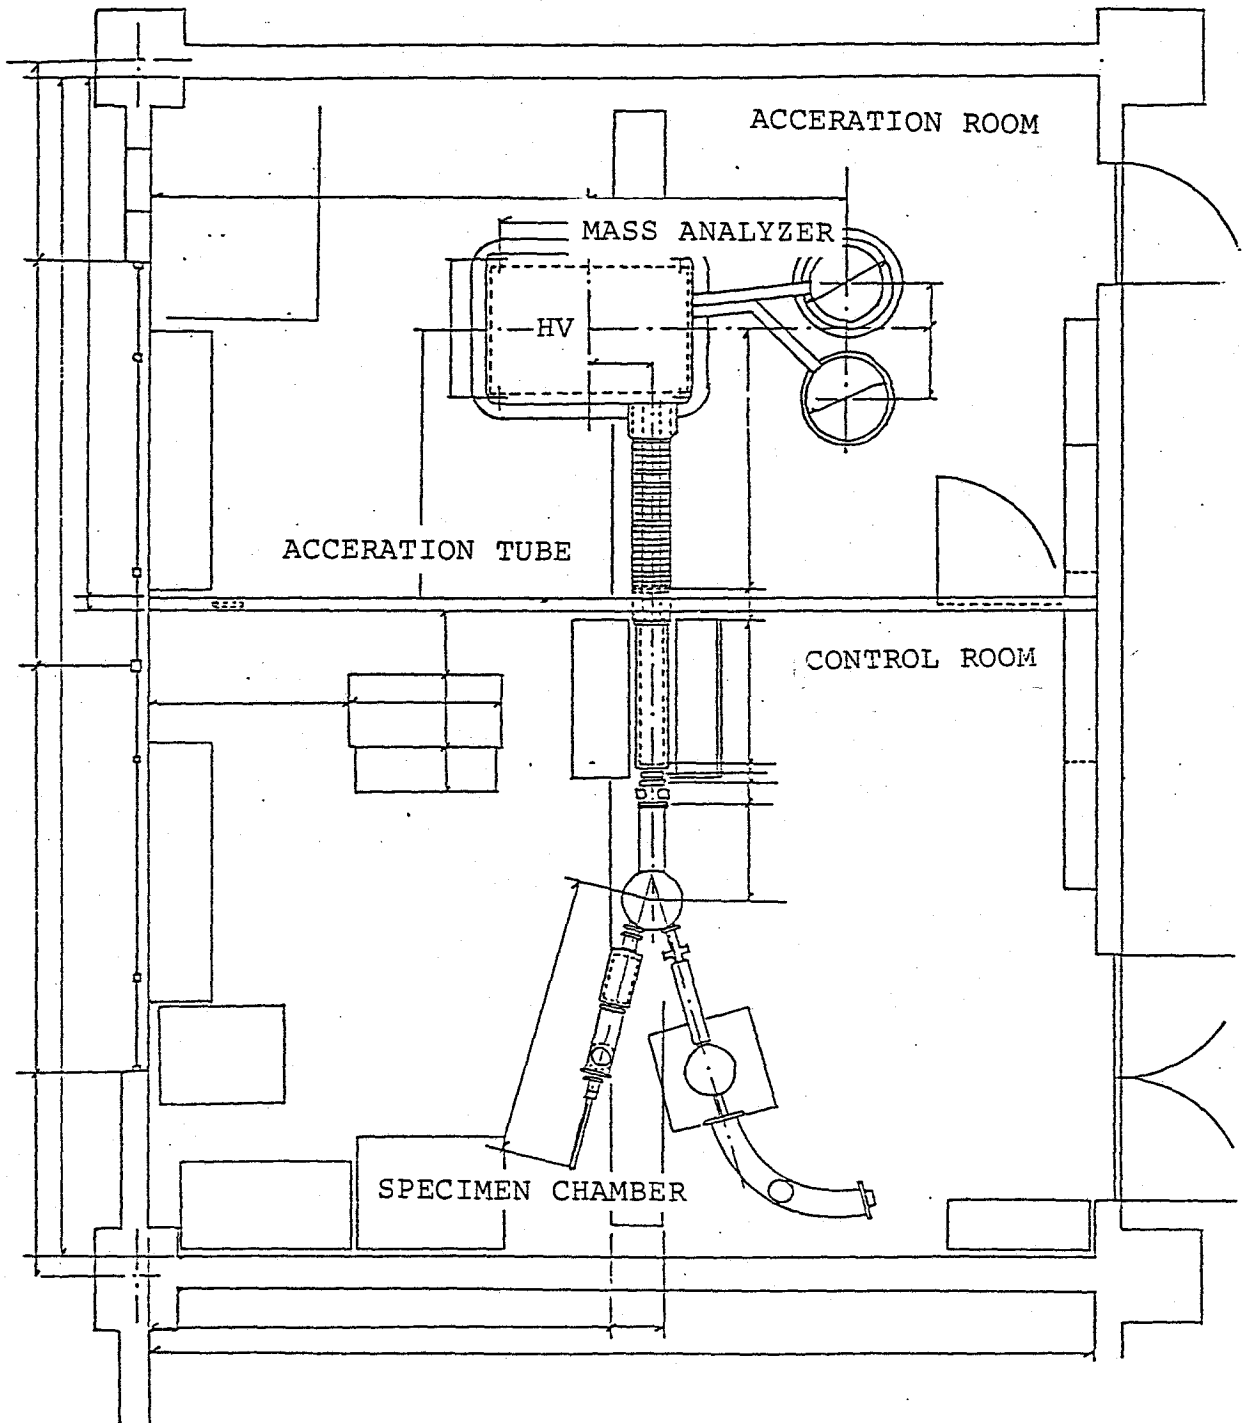 ACCERATION ROOM
MASS ANALYZER
HV
ACCERATION TUBE
CONTROL ROOM
SPECIMEN CHAMBER